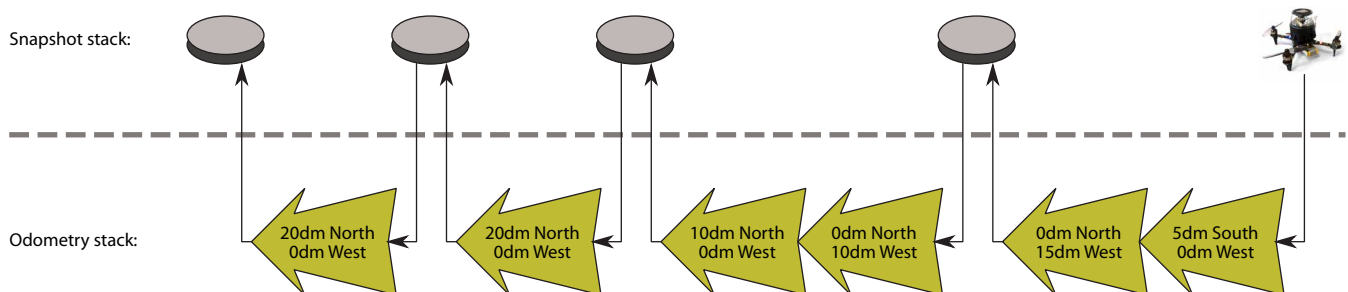 Snapshot stack:
Odometry stack:
20dm North
0dm West
20dm North
0dm West
10dm North
0dm West
0dm North
10dm West
0dm North
15dm West
5dm South
0dm West